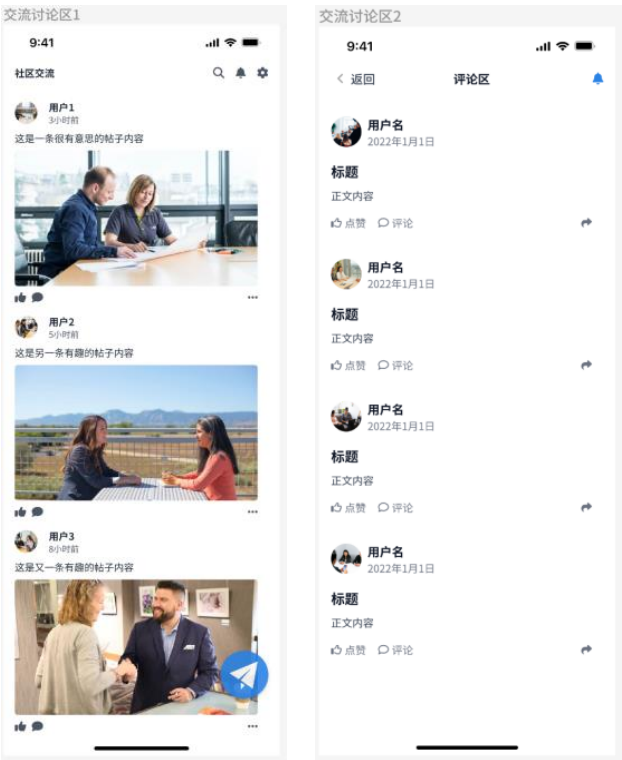 交流讨论区1
9:41
社区交流
用户1
3小时前
这是一条很有意思的帖子内容
用户2
5小时前
这是另一条有趣的帖子内容
用户3
8小时前
这是又一条有趣的帖子内容
交流讨论区2
9:41
返回
评论区
用户名
2022年1月1日
标题
正文内容
点赞 评论
用户名
2022年1月1日
标题
正文内容
点赞 评论
用户名
2022年1月1日
标题
正文内容
点赞 评论
用户名
2022年1月1日
标题
正文内容
点赞 评论